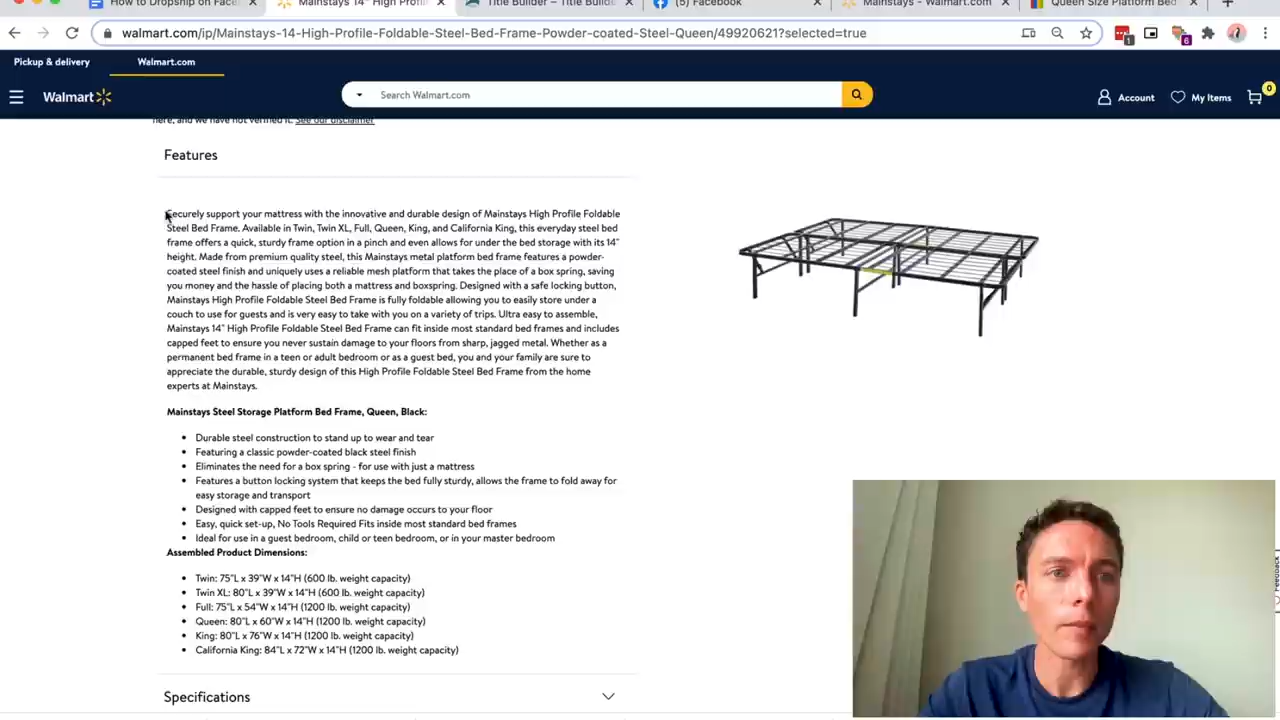 How to Dropship on Face
Mainstays 14" High Profi
Title Builder – Title Builde
(5) Facebook
Mainstays - Walmart.com
Queen Size Platform Bed
walmart.com/ip/Mainstays-14-High-Profile-Foldable-Steel-Bed-Frame-Powder-coated-Steel-Queen/49920621?selected=true
1
6
Pickup & delivery
Walmart.com
Walmart
Search Walmart.com
Account
My Items
0
here, and we have not verified it. See our disclaimer
Features
Securely support your mattress with the innovative and durable design of Mainstays High Profile Foldable
Steel Bed Frame. Available in Twin, Twin XL, Full, Queen, King, and California King, this everyday steel bed
frame offers a quick, sturdy frame option in a pinch and even allows for under the bed storage with its 14"
height. Made from premium quality steel, this Mainstays metal platform bed frame features a powder-
coated steel finish and uniquely uses a reliable mesh platform that takes the place of a box spring, saving
you money and the hassle of placing both a mattress and boxspring. Designed with a safe locking button,
Mainstays High Profile Foldable Steel Bed Frame is fully foldable allowing you to easily store under a
couch to use for guests and is very easy to take with you on a variety of trips. Ultra easy to assemble,
Mainstays 14" High Profile Foldable Steel Bed Frame can fit inside most standard bed frames and includes
capped feet to ensure you never sustain damage to your floors from sharp, jagged metal. Whether as a
permanent bed frame in a teen or adult bedroom or as a guest bed, you and your family are sure to
appreciate the durable, sturdy design of this High Profile Foldable Steel Bed Frame from the home
experts at Mainstays.
Mainstays Steel Storage Platform Bed Frame, Queen, Black:
Durable steel construction to stand up to wear and tear
Featuring a classic powder-coated black steel finish
Eliminates the need for a box spring - for use with just a mattress
Features a button locking system that keeps the bed fully sturdy, allows the frame to fold away for
easy storage and transport
Designed with capped feet to ensure no damage occurs to your floor
Easy, quick set-up, No Tools Required Fits inside most standard bed frames
Ideal for use in a guest bedroom, child or teen bedroom, or in your master bedroom
Assembled Product Dimensions:
Twin: 75"L x 39"W x 14"H (600 lb. weight capacity)
Twin XL: 80"L x 39"W x 14"H (600 lb. weight capacity)
Full: 75"L x 54"W x 14"H (1200 lb. weight capacity)
Queen: 80"L x 60"W x 14"H (1200 lb. weight capacity)
King: 80"L x 76"W x 14"H (1200 lb. weight capacity)
California King: 84"L x 72"W x 14"H (1200 lb. weight capacity)
Specifications
Feedback